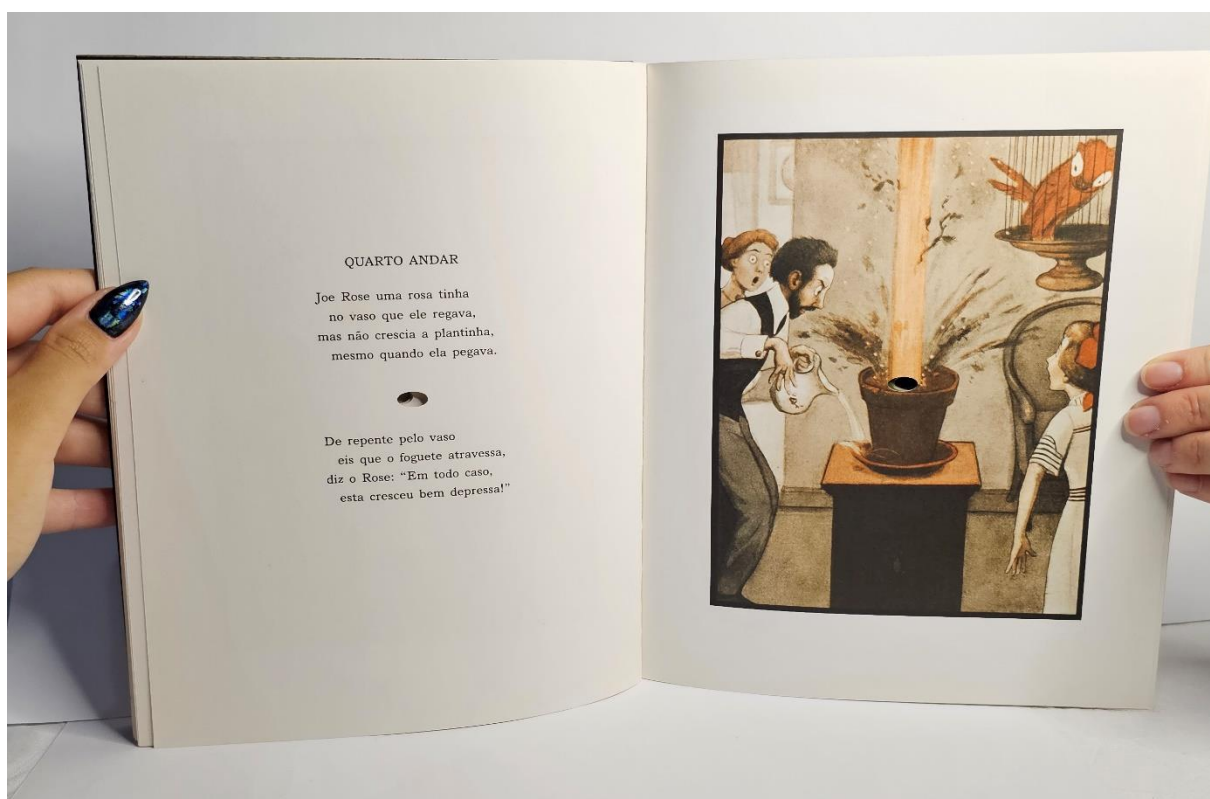 QUARTO ANDAR
Joe Rose uma rosa tinha
no vaso que ele regava,
mas não crescia a plantinha,
mesmo quando ela pegava.
De repente pelo vaso
eis que o foguete atravessa,
diz o Rose: “Em todo caso,
esta cresceu bem depressa!”